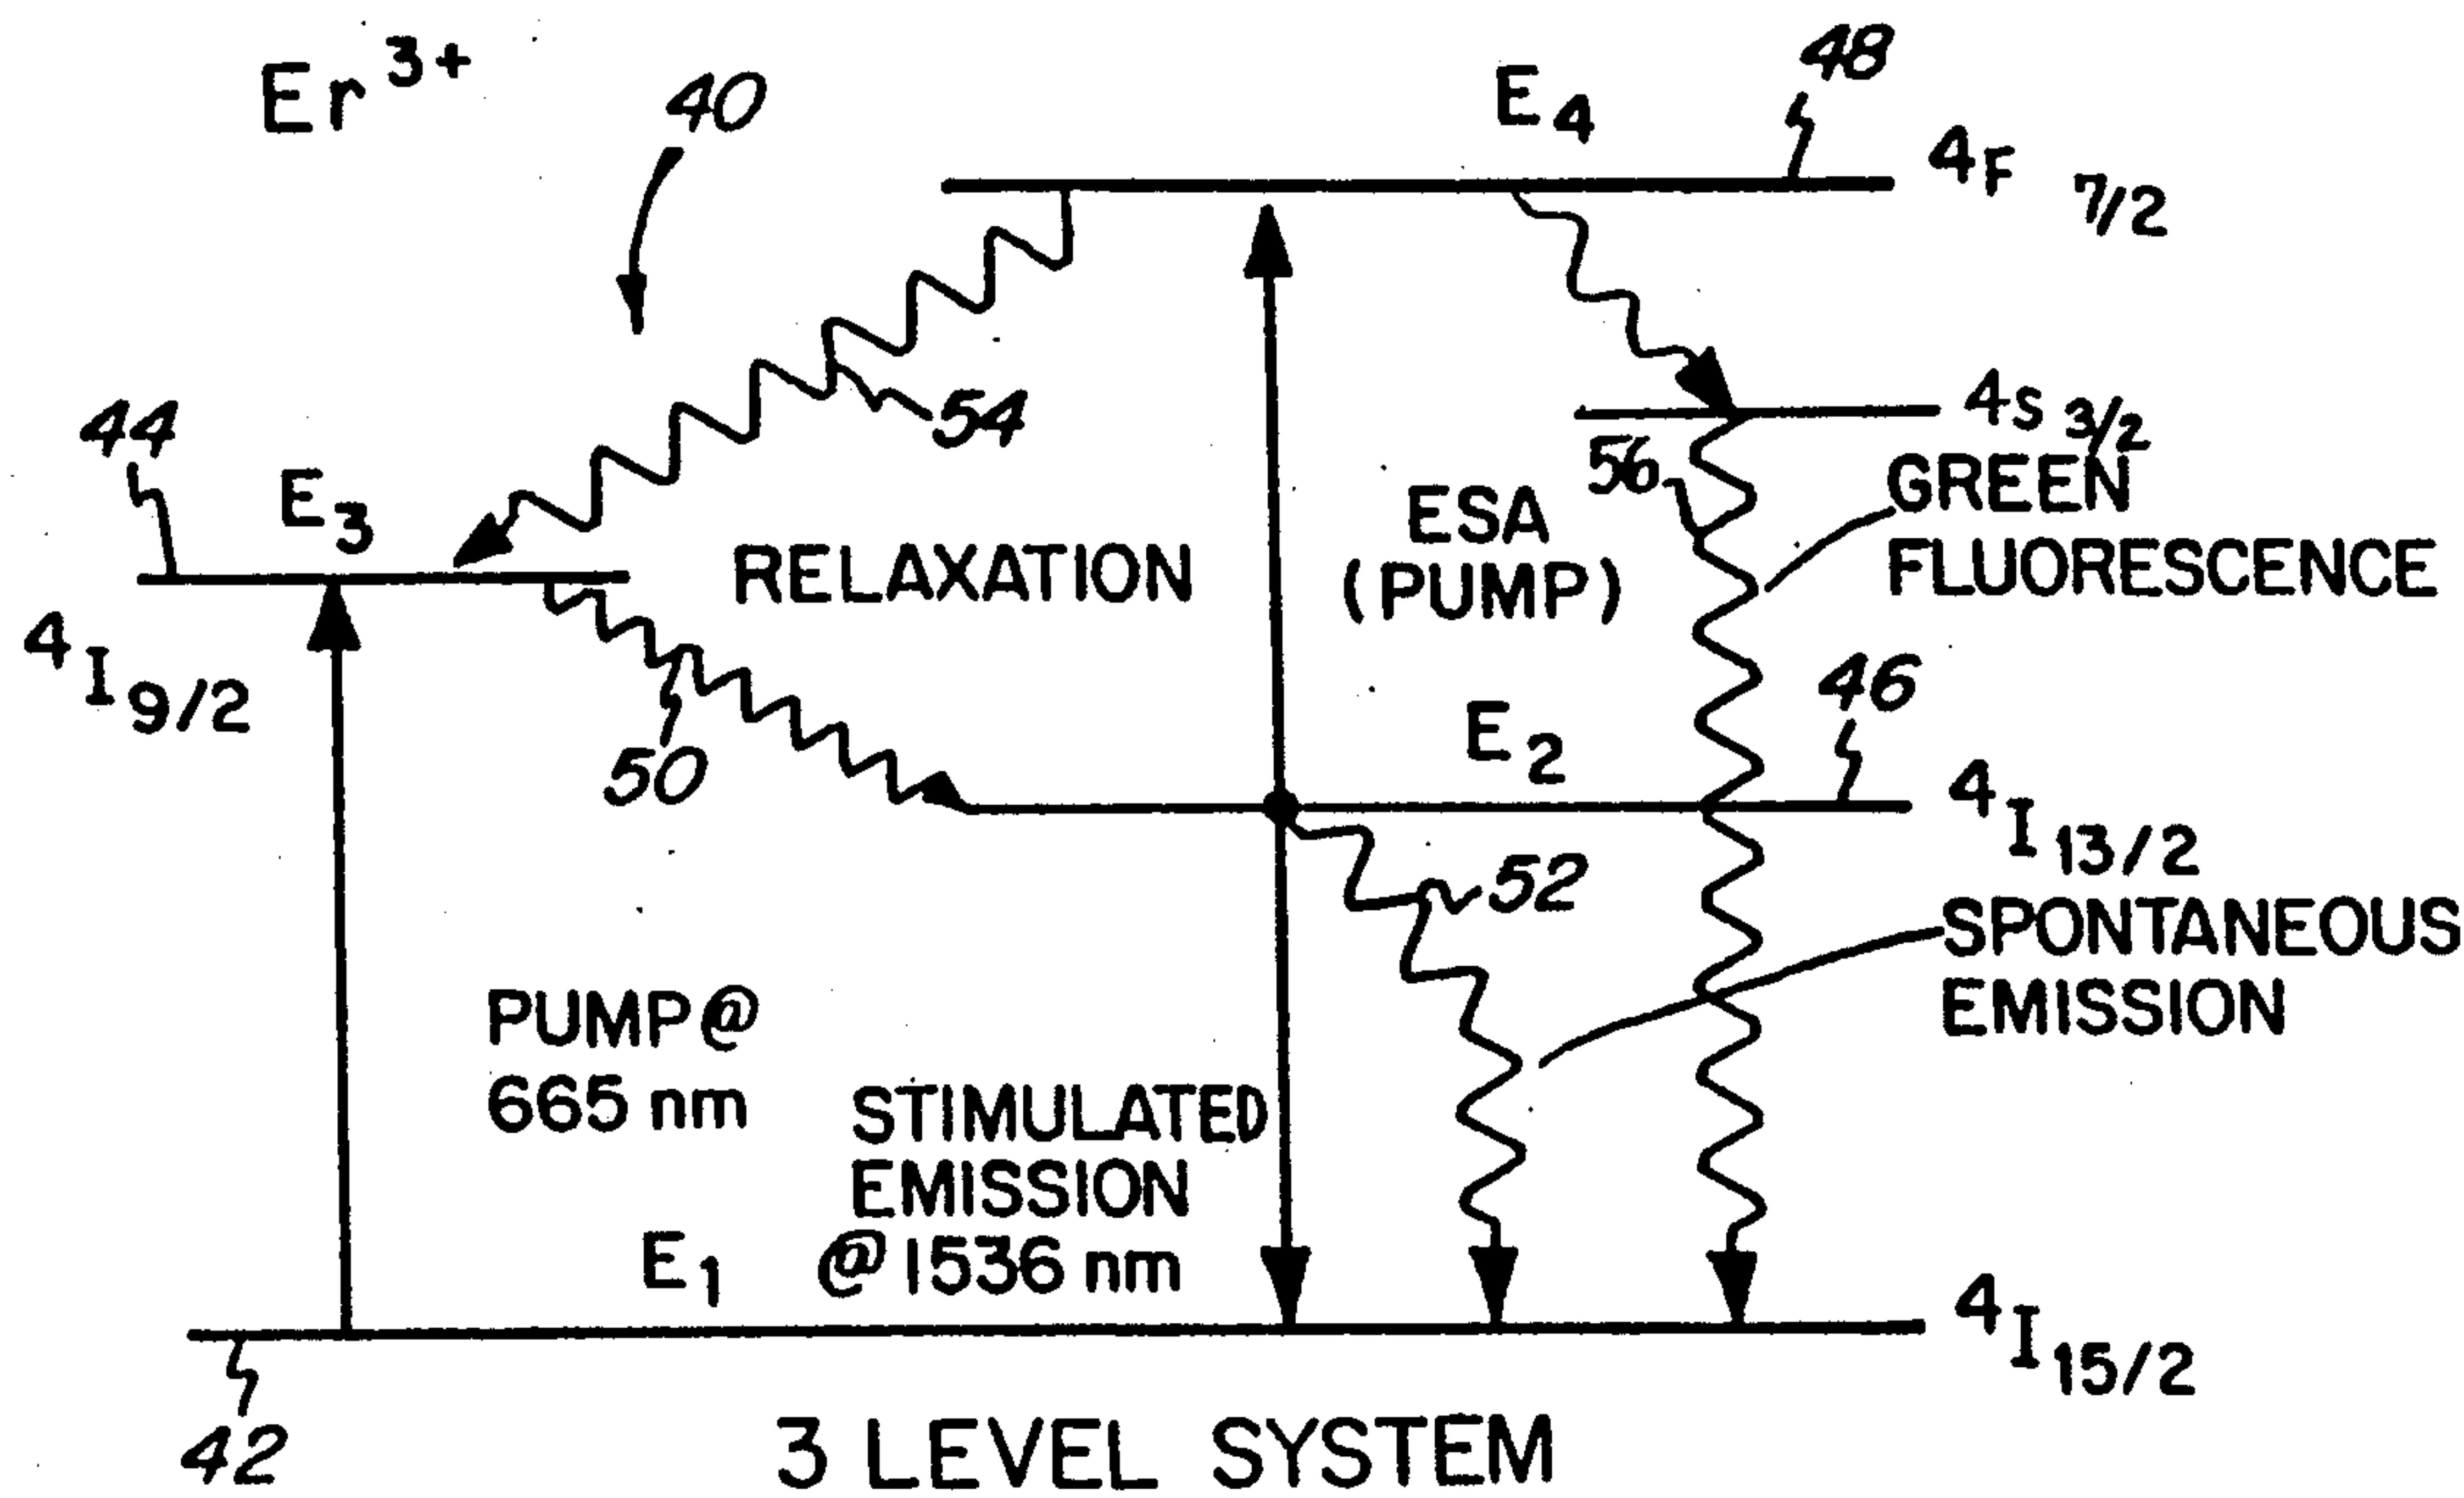 Er3+
40
E4
48
4F 7/2
44
E3
54
4S 3/2
56
GREEN
FLUORESCENCE
RELAXATION
ESA
(PUMP)
4I9/2
50
E2
46
4I13/2
52
SPONTANEOUS
EMISSION
PUMP@
665 nm
STIMULATED
EMISSION
@1536 nm
E1
4I15/2
42
3 LEVEL SYSTEM